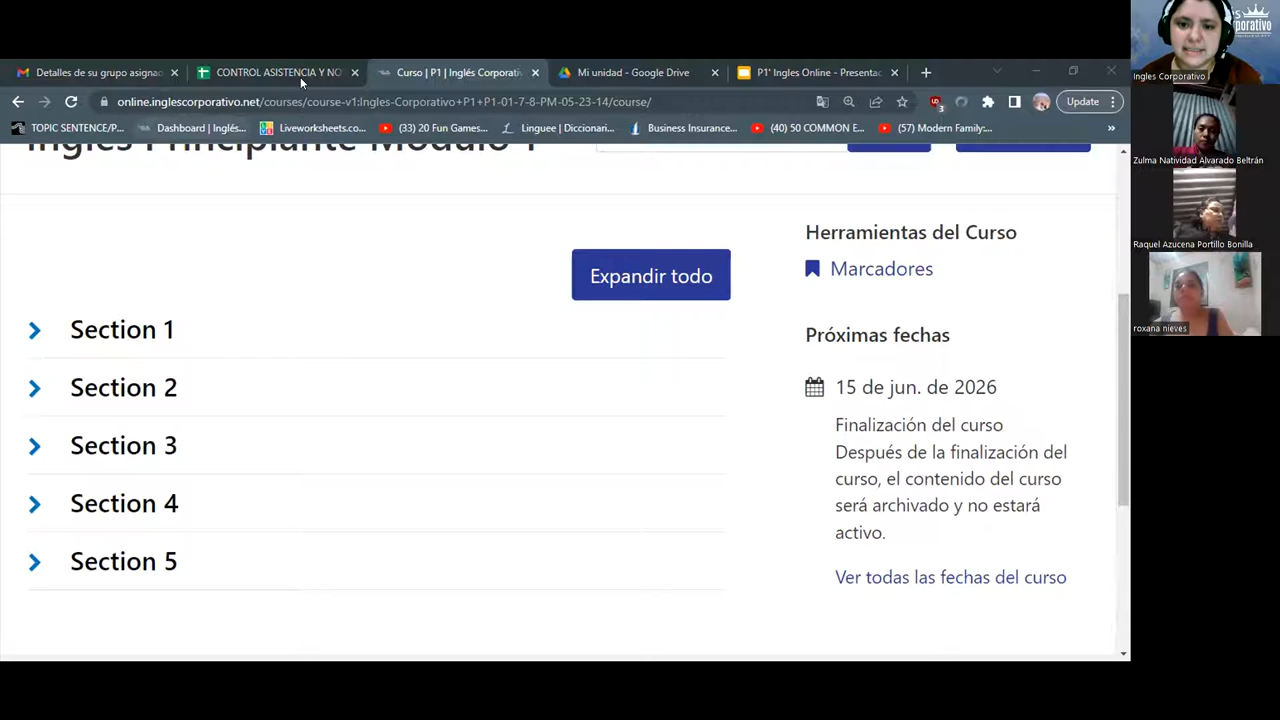 Detalles de su grupo asignad
CONTROL ASISTENCIA Y NO
Curso | P1 | Inglés Corporativ
Mi unidad - Google Drive
P1' Ingles Online - Presentac
online.inglescorporativo.net/courses/course-v1:Ingles-Corporativo+P1+P1-01-7-8-PM-05-23-14/course/
Update
TOPIC SENTENCE/P...
Dashboard | Inglés...
Liveworksheets.co...
(33) 20 Fun Games...
Linguee | Diccionari...
Business Insurance...
(40) 50 COMMON E...
(57) Modern Family:...
»
Inglés Principiante Módulo 1
Expandir todo
Section 1
Section 2
Section 3
Section 4
Section 5
Herramientas del Curso
Marcadores
Próximas fechas
15 de jun. de 2026
Finalización del curso
Después de la finalización del
curso, el contenido del curso
será archivado y no estará
activo.
Ver todas las fechas del curso
Ingles Corporativo
Zulma Natividad Alvarado Beltrán
Raquel Azucena Portillo Bonilla
roxana nieves